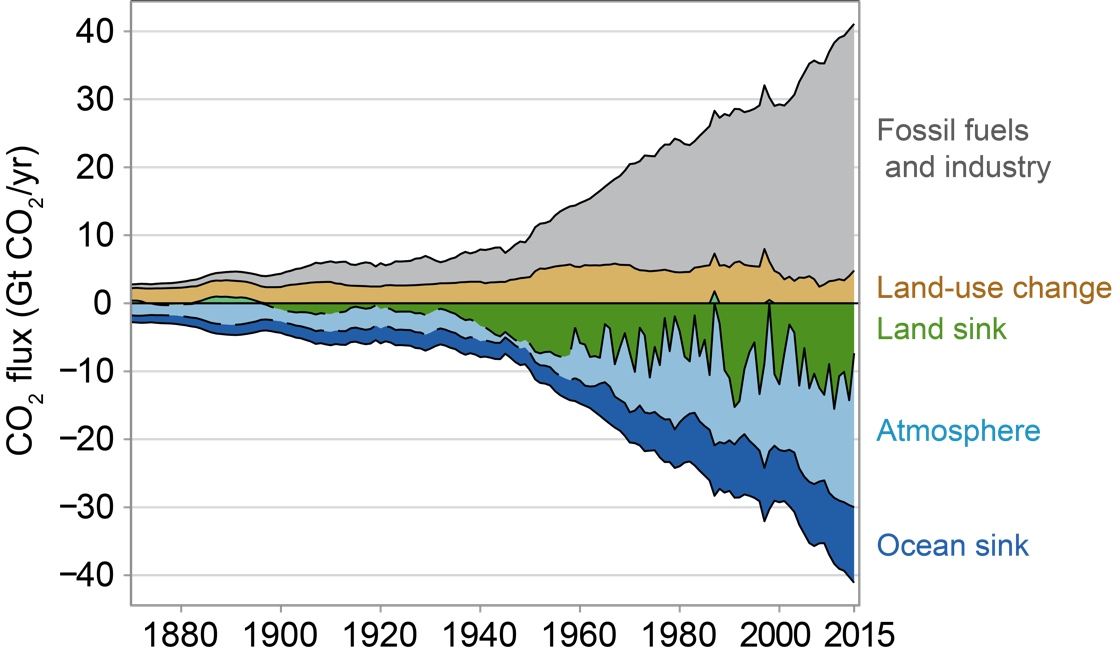 CO₂ flux (Gt CO₂/yr)
40
30
20
10
0
−10
−20
−30
−40
1880 1900 1920 1940 1960 1980 2000 2015
Fossil fuels
and industry
Land-use change
Land sink
Atmosphere
Ocean sink